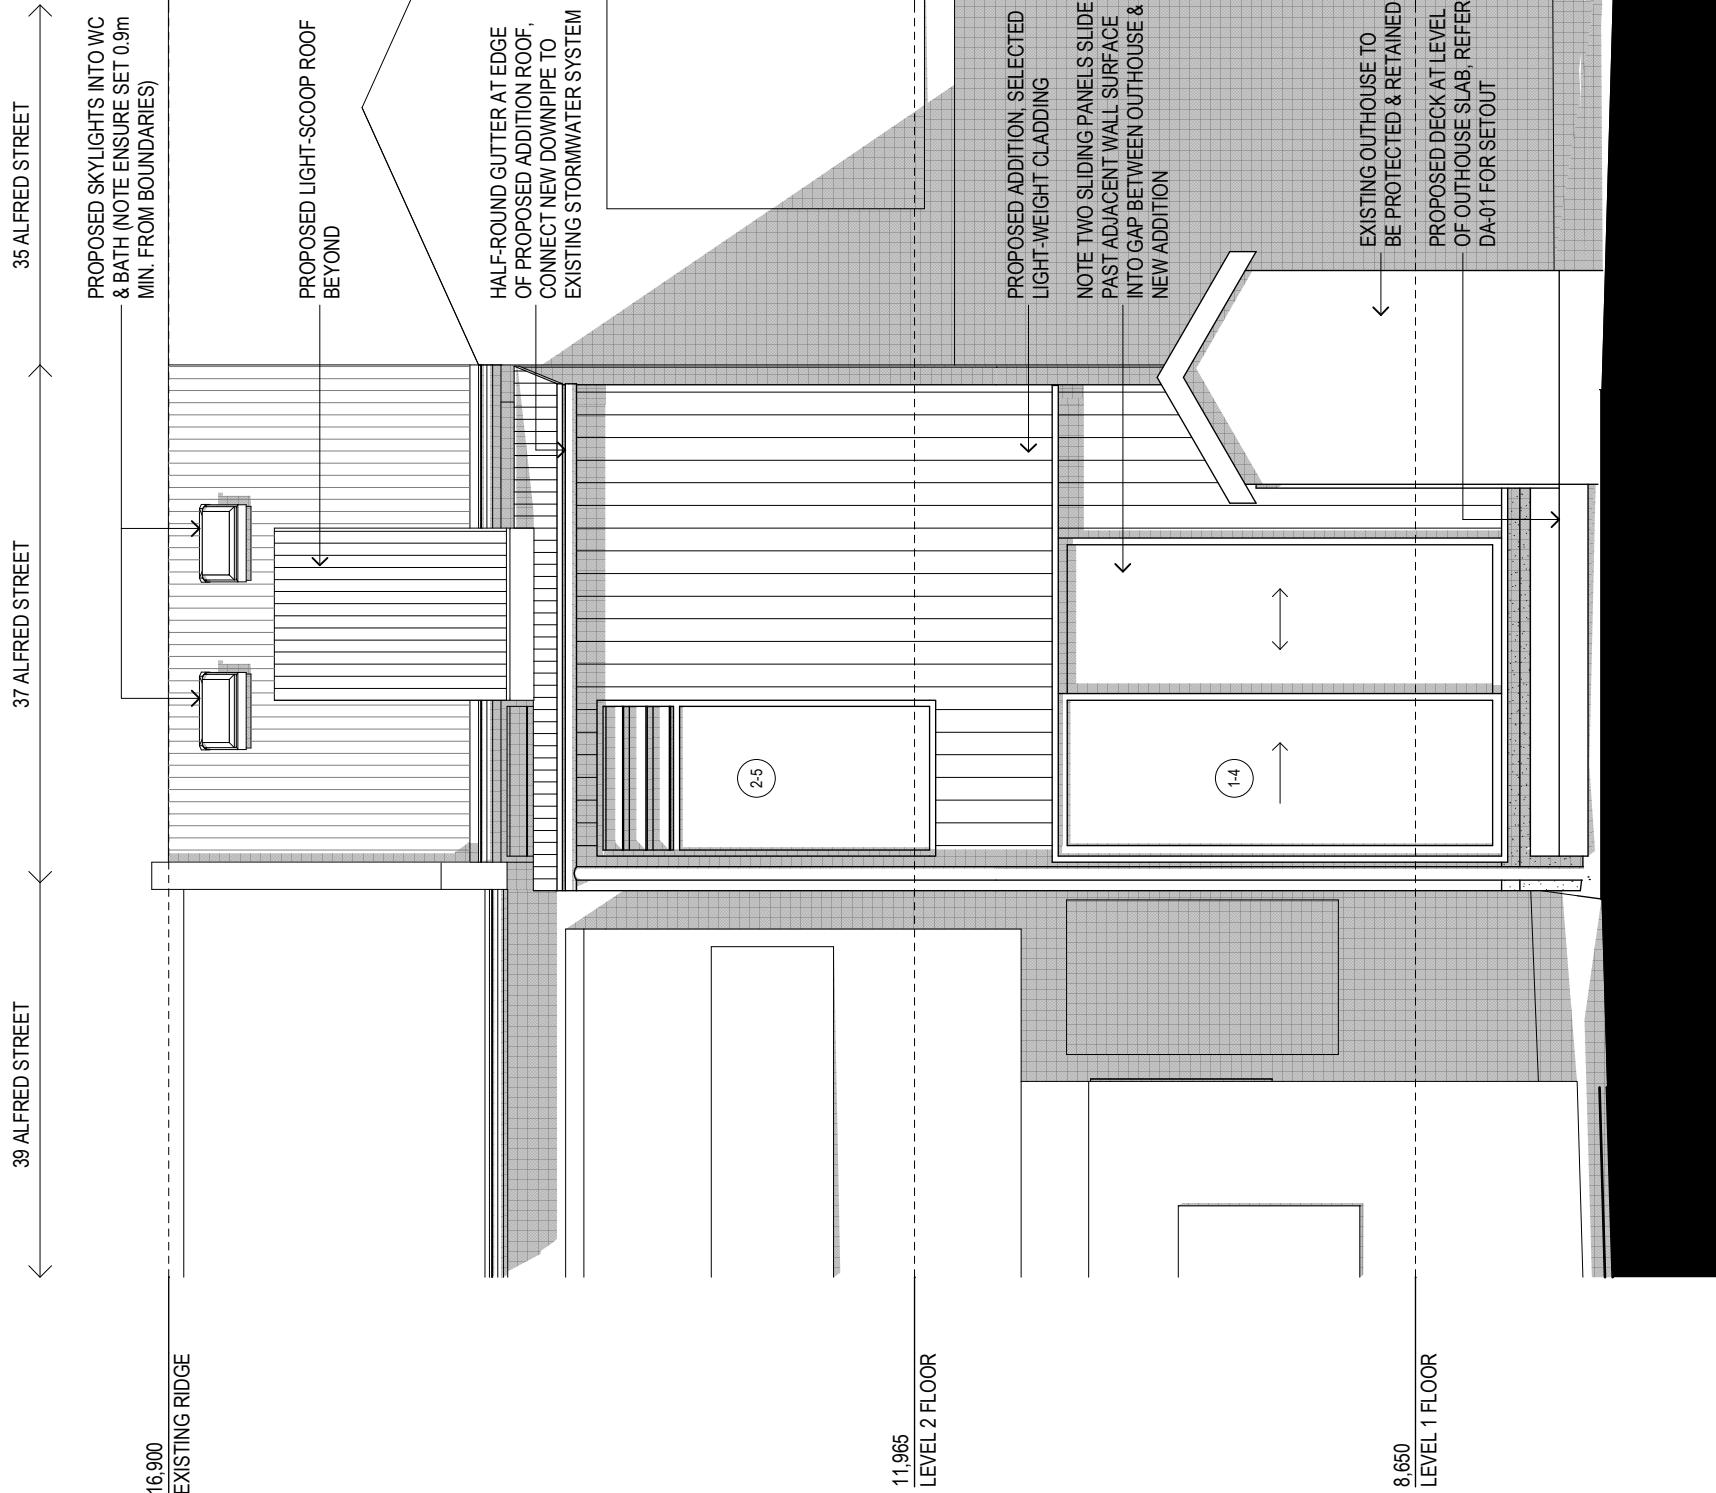 39 ALFRED STREET
37 ALFRED STREET
35 ALFRED STREET
PROPOSED SKYLIGHTS INTO WC
& BATH (NOTE ENSURE SET 0.9m
MIN. FROM BOUNDARIES)
PROPOSED LIGHT-SCOOP ROOF
BEYOND
HALF-ROUND GUTTER AT EDGE
OF PROPOSED ADDITION ROOF,
CONNECT NEW DOWNPIPE TO
EXISTING STORMWATER SYSTEM
PROPOSED ADDITION, SELECTED
LIGHT-WEIGHT CLADDING
NOTE TWO SLIDING PANELS SLIDE
PAST ADJACENT WALL SURFACE
INTO GAP BETWEEN OUTHOUSE &
NEW ADDITION
EXISTING OUTHOUSE TO
BE PROTECTED & RETAINED
PROPOSED DECK AT LEVEL
OF OUTHOUSE SLAB, REFER
DA-01 FOR SETOUT
2-5
1-4
16,900
EXISTING RIDGE
11,965
LEVEL 2 FLOOR
8,650
LEVEL 1 FLOOR